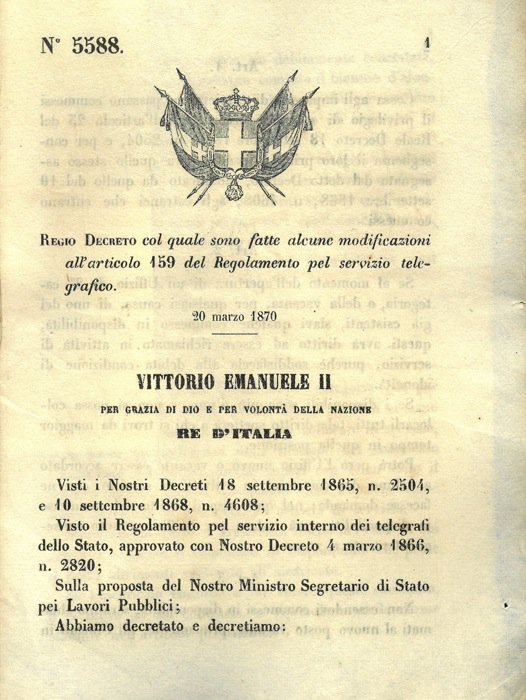 N° 5588.
1
REGIO DECRETO col quale sono fatte alcune modificazioni
all'articolo 159 del Regolamento pel servizio tele-
grafico.
20 marzo 1870
VITTORIO EMANUELE II
PER GRAZIA DI DIO E PER VOLONTÀ DELLA NAZIONE
RE D'ITALIA
Visti i Nostri Decreti 18 settembre 1865, n. 2504,
e 10 settembre 1868, n. 4608;
Visto il Regolamento pel servizio interno dei telegrafi
dello Stato, approvato con Nostro Decreto 4 marzo 1866,
n. 2820;
Sulla proposta del Nostro Ministro Segretario di Stato
pei Lavori Pubblici;
Abbiamo decretato e decretiamo: